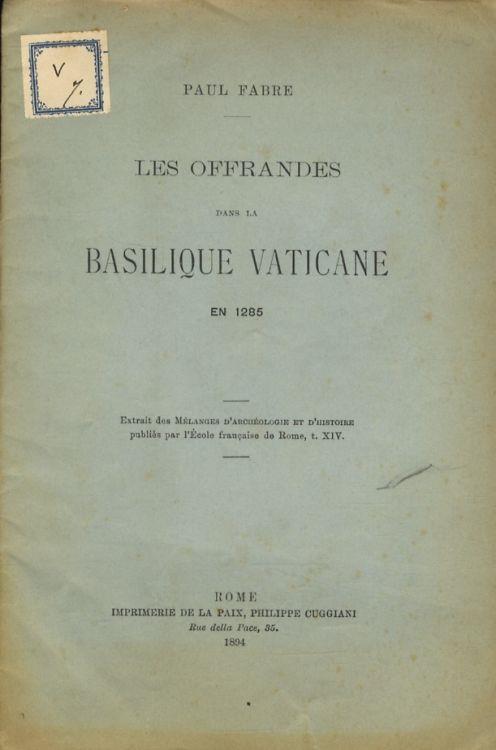 V
7.
PAUL FABRE
LES OFFRANDES
DANS LA
BASILIQUE VATICANE
EN 1285
Extrait des MÉLANGES D'ARCHÉOLOGIE ET D'HISTOIRE
publiés par l'École française de Rome, t. XIV.
ROME
IMPRIMERIE DE LA PAIX, PHILIPPE CUGGIANI
Rue della Pace, 35.
1894